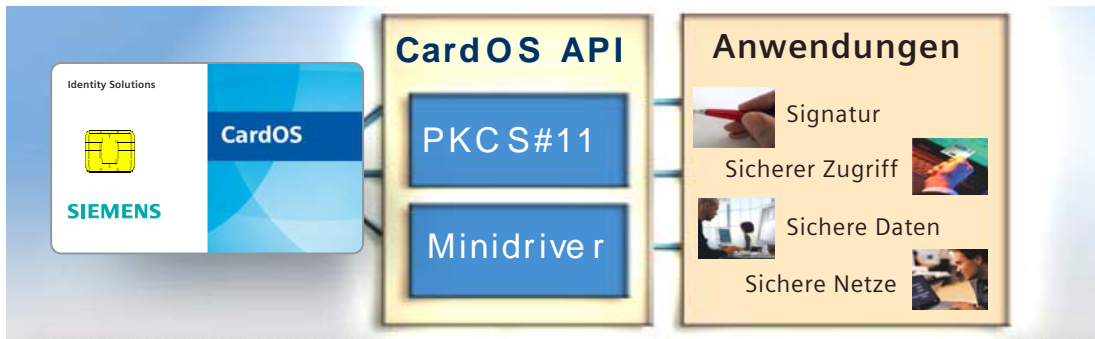 Identity Solutions
CardOS
SIEMENS
CardOS API
PKCS#11
Minidriver
Anwendungen
Signatur
Sicherer Zugriff
Sichere Daten
Sichere Netze